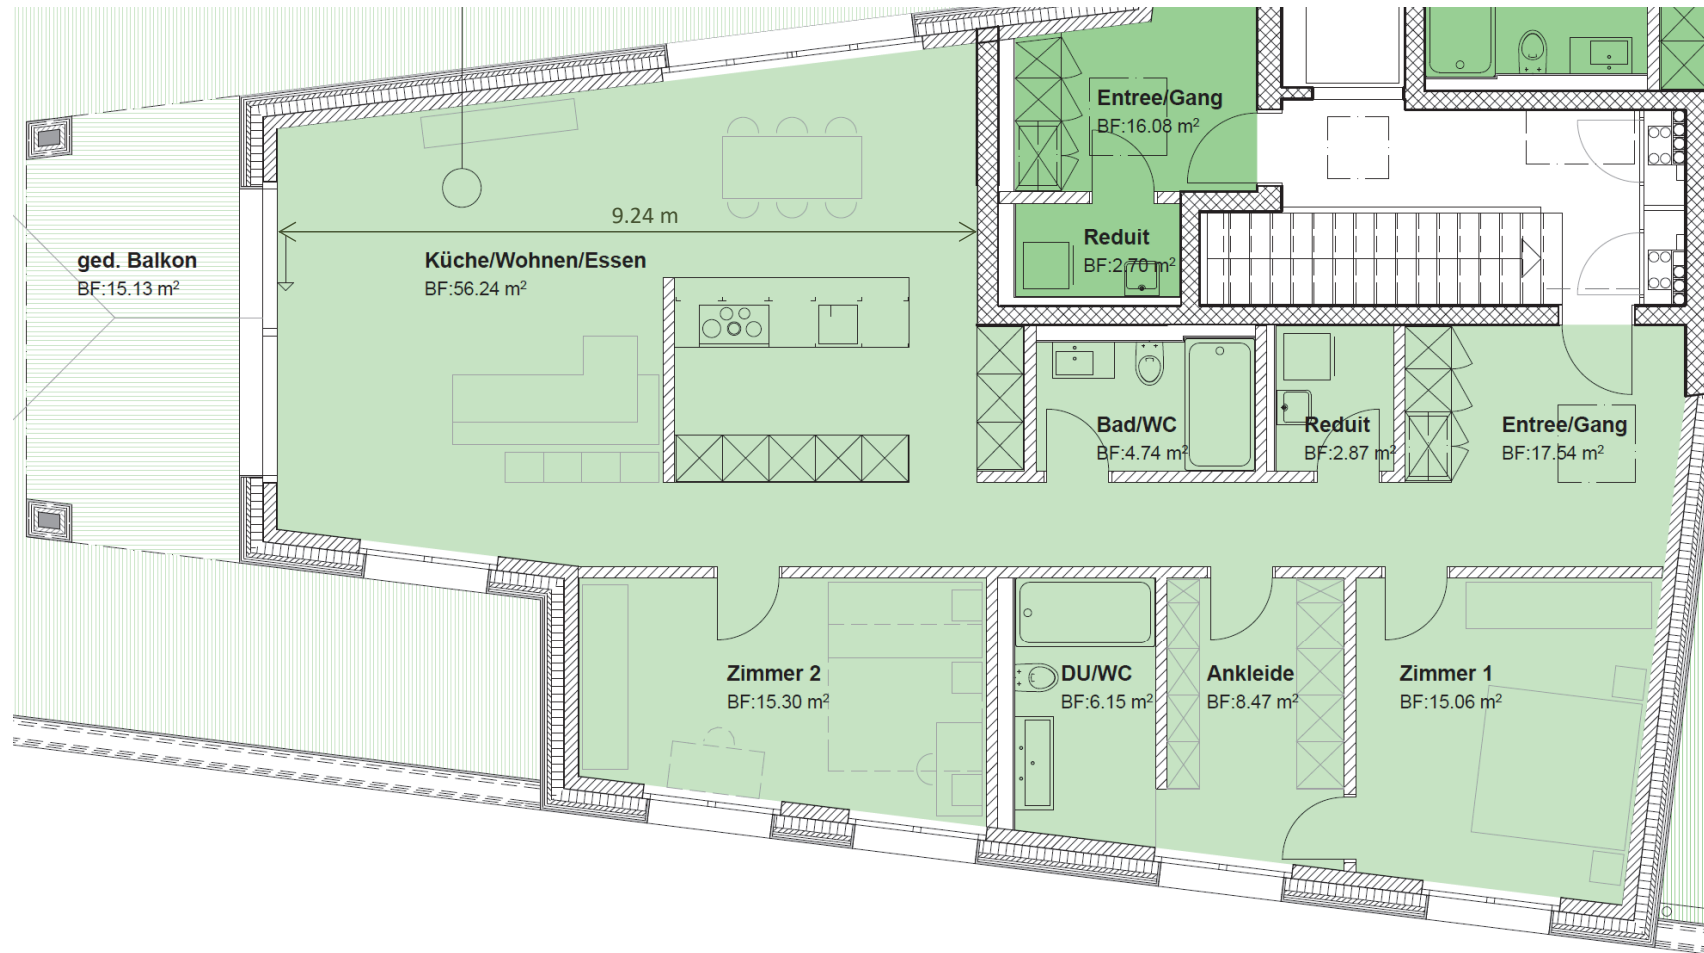 Entree/Gang
BF:16.08 m²
9.24 m
Reduit
BF:2.70 m²
ged. Balkon
BF:15.13 m²
Küche/Wohnen/Essen
BF:56.24 m²
Bad/WC
BF:4.74 m²
Reduit
BF:2.87 m²
Entree/Gang
BF:17.54 m²
Zimmer 2
BF:15.30 m²
DU/WC
BF:6.15 m²
Ankleide
BF:8.47 m²
Zimmer 1
BF:15.06 m²